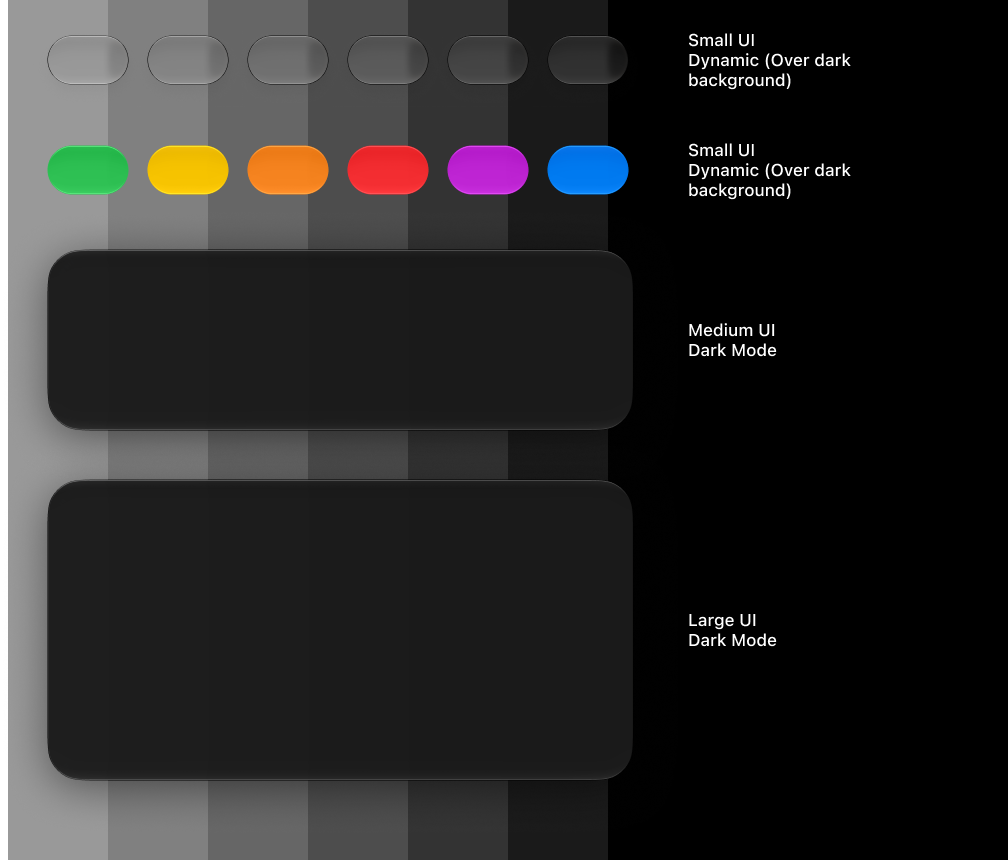 Small UI
Dynamic (Over dark
background)
Small UI
Dynamic (Over dark
background)
Medium UI
Dark Mode
Large UI
Dark Mode